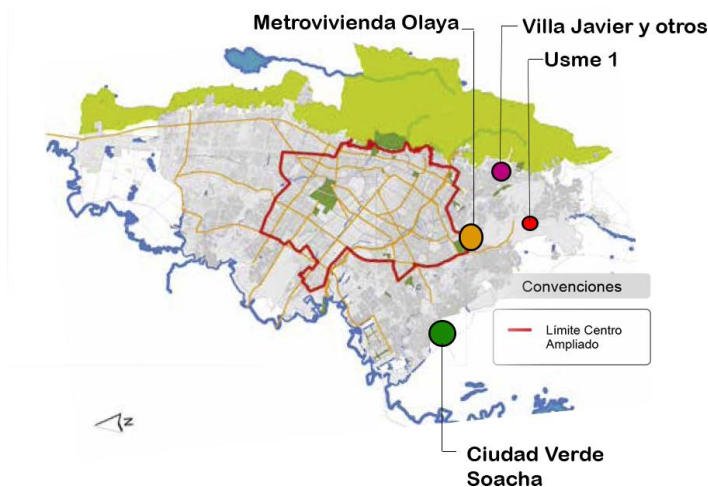 Metrovivienda Olaya
Villa Javier y otros
Usme 1
Convenciones
Límite Centro
Ampliado
N
Ciudad Verde
Soacha